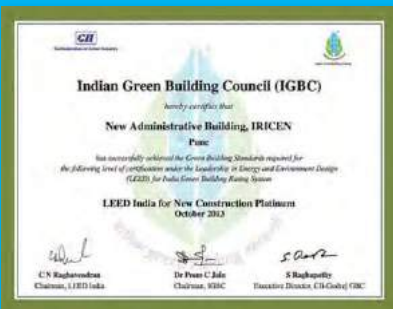 CII
Indian Green Building Council (IGBC)
hereby certifies that
New Administrative Building, IRICEN
Pune
has successfully achieved the Green Building Standards required for
the following level of certification under the Leadership in Energy and Environment Design
(LEED) for India Green Building Rating System
LEED India for New Construction Platinum
October 2013
C N Raghavendran
Chairman, LEED India
Dr Prem C Jain
Chairman, IGBC
S Raghupathy
Executive Director, CII-Godrej GBC